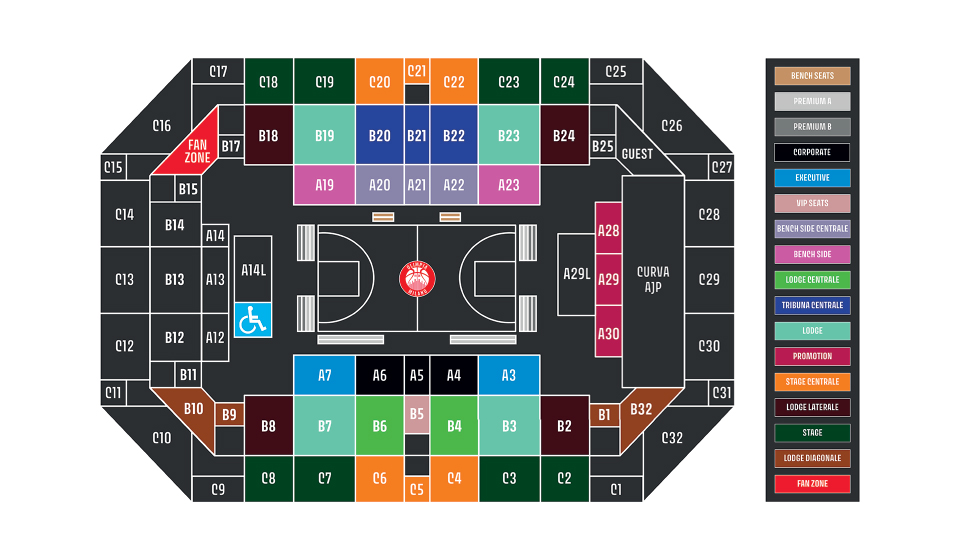 C17
C18
C19
C20
C21
C22
C23
C24
C25
C16
FAN
ZONE
B17
B18
B19
B20
B21
B22
B23
B24
B25
GUEST
C26
C15
B15
A19
A20
A21
A22
A23
C27
C14
B14
A14
A28
C28
C13
B13
A13
A14L
OLIMPIA
MILANO
A29L
A29
CURVA
AJP
C29
C12
B12
A12
A30
C30
C11
B11
A7
A6
A5
A4
A3
C31
B10
B9
B8
B7
B6
B5
B4
B3
B2
B1
B32
C10
C32
C9
C8
C7
C6
C5
C4
C3
C2
C1
BENCH SEATS
PREMIUM A
PREMIUM B
CORPORATE
EXECUTIVE
VIP SEATS
BENCH SIDE CENTRALE
BENCH SIDE
LODGE CENTRALE
TRIBUNA CENTRALE
LODGE
PROMOTION
STAGE CENTRALE
LODGE LATERALE
STAGE
LODGE DIAGONALE
FAN ZONE